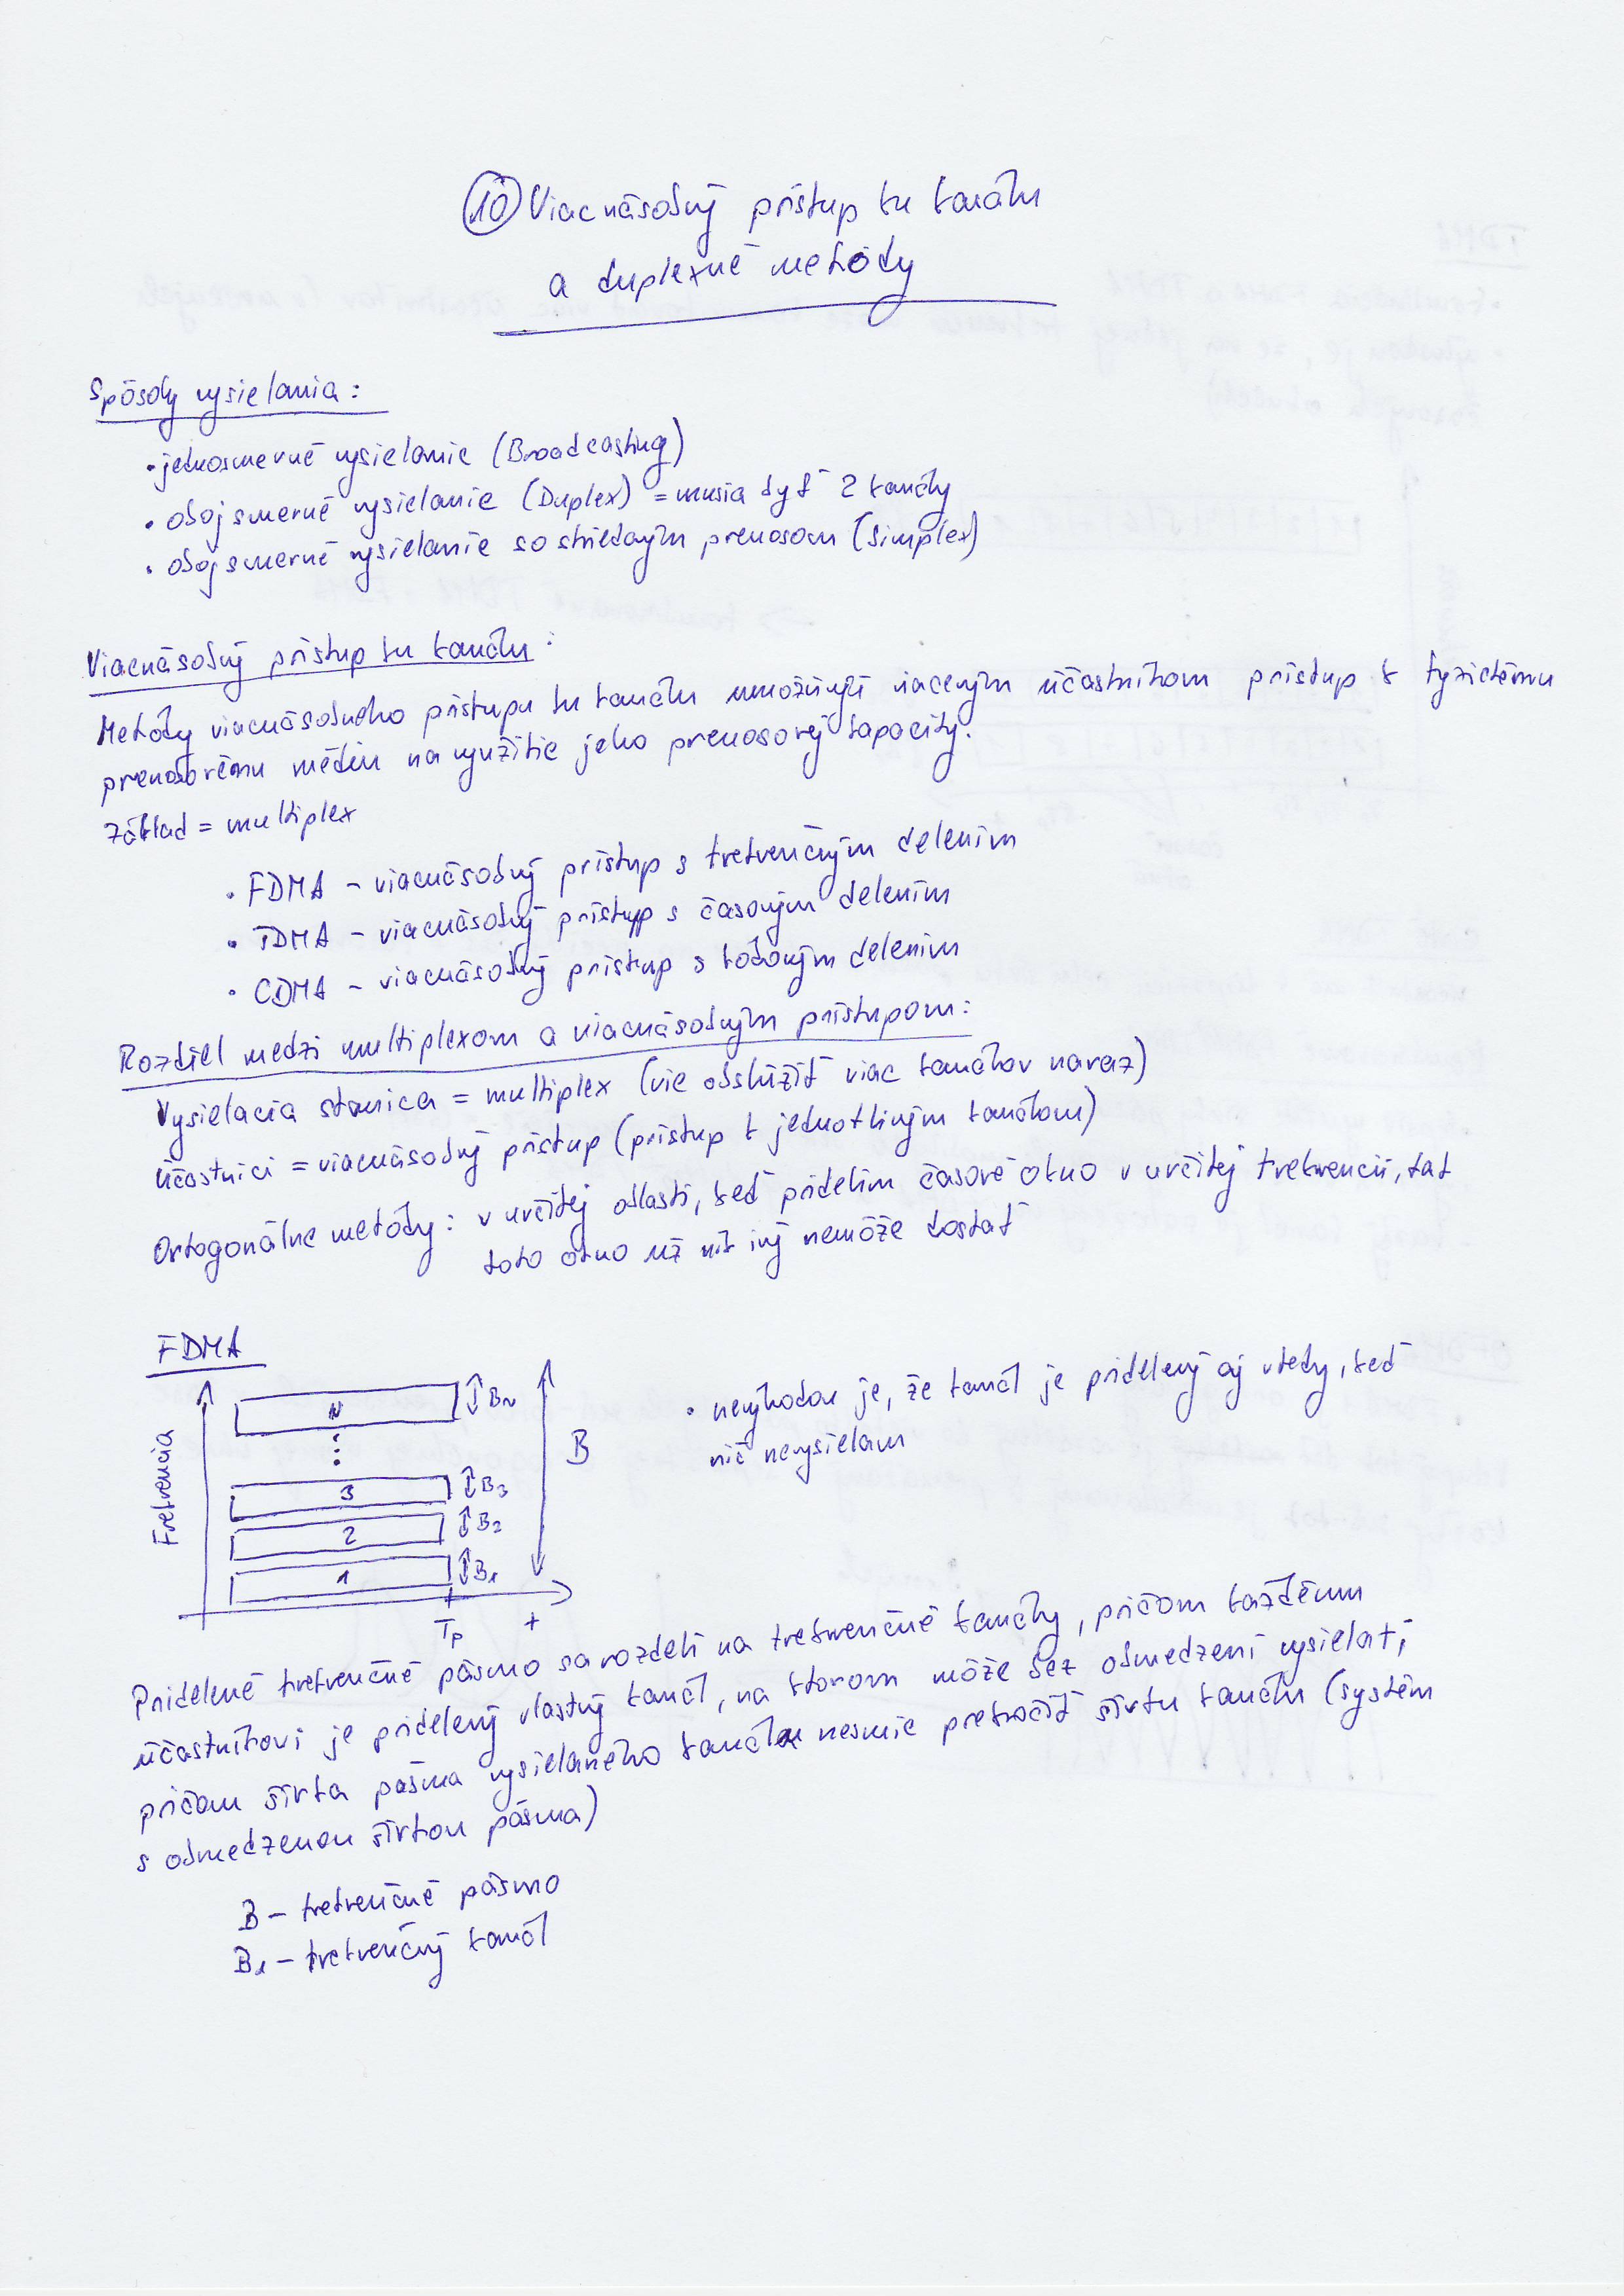 10 Viacnásobný prístup ku kanálu
a duplexné metódy
Spôsoby vysielania:
• jednosmerné vysielanie (Broadcasting)
• obojsmerné vysielanie (Duplex) = musia byť 2 kanály
• obojsmerné vysielanie so striedavým prenosom (Simplex)
Viacnásobný prístup ku kanálu:
Metódy viacnásobného prístupu ku kanálu umožňujú viacerým účastníkom prístup k fyzickému
prenosovému médiu na využitie jeho prenosovej kapacity.
Základ = multiplex
• FDMA - viacnásobný prístup s frekvenčným delením
• TDMA - viacnásobný prístup s časovým delením
• CDMA - viacnásobný prístup s kódovým delením
Rozdiel medzi multiplexom a viacnásobným prístupom:
Vysielacia stanica = multiplex (vie obslúžiť viac kanálov naraz)
Účastníci = viacnásobný prístup (prístup k jednotlivým kanálom)
Ortogonálne metódy: v určitej oblasti, keď pridelím časové okno v určitej frekvencii, tak
toto okno už nik iný nemôže dostať
FDMA
Frekvencia
N
BN
3
B3
2
B2
1
B1
B
Tp
t
• nevýhodou je, že kanál je pridelený aj vtedy, keď
nič nevysielam
Pridelené frekvenčné pásmo sa rozdelí na frekvenčné kanály, pričom každému
účastníkovi je pridelený vlastný kanál, na ktorom môže bez obmedzení vysielať;
pričom šírka pásma vysielaného kanála nesmie prekročiť šírku kanálu (systém
s obmedzenou šírkou pásma)
B - frekvenčné pásmo
B1 - frekvenčný kanál